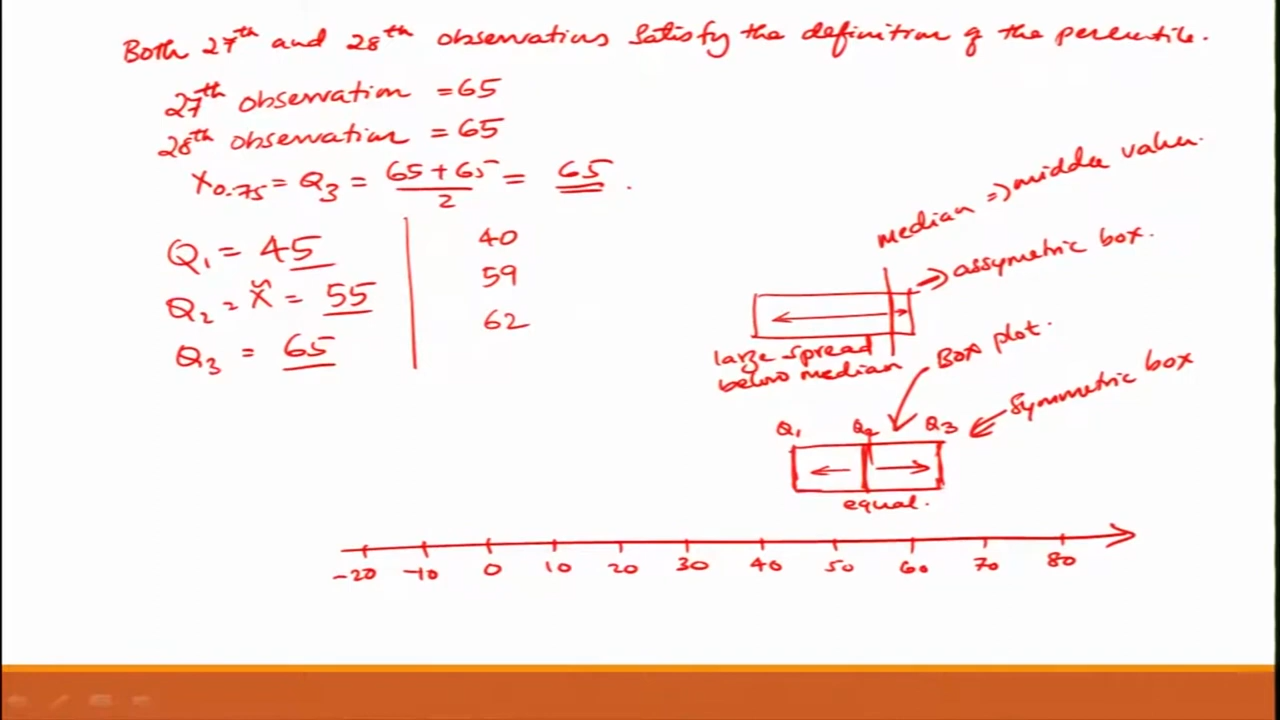 Both 27th and 28th observations satisfy the definition of the percentile.
27th observation = 65
28th observation = 65
X0.75 = Q3 = 65 + 65 / 2 = 65.
Q1 = 45
Q2 = x̃ = 55
Q3 = 65
40
59
62
median => middle value.
assymetric box.
large spread
below median
Box plot.
Symmetric box
Q1 Q2 Q3
equal.
-20 -10 0 10 20 30 40 50 60 70 80